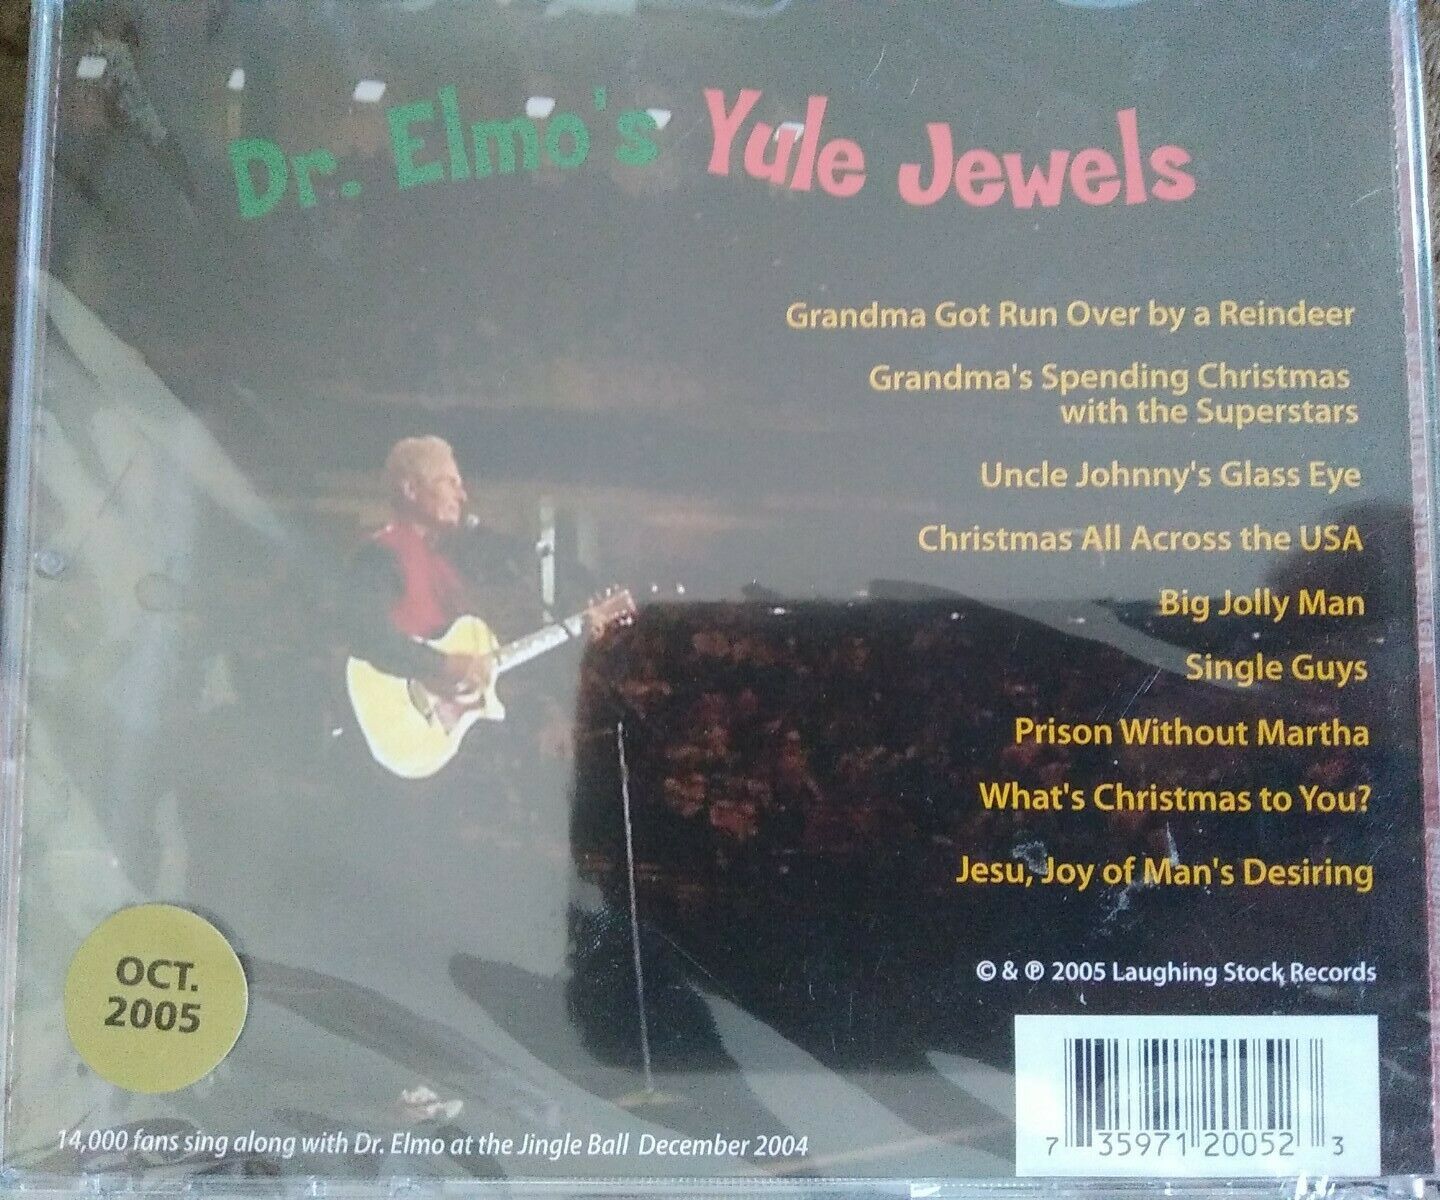 Dr. Elmo's Yule Jewels
Grandma Got Run Over by a Reindeer
Grandma's Spending Christmas
with the Superstars
Uncle Johnny's Glass Eye
Christmas All Across the USA
Big Jolly Man
Single Guys
Prison Without Martha
What's Christmas to You?
Jesu, Joy of Man's Desiring
© & ℗ 2005 Laughing Stock Records
OCT.
2005
14,000 fans sing along with Dr. Elmo at the Jingle Ball December 2004
7 35971 20052 3